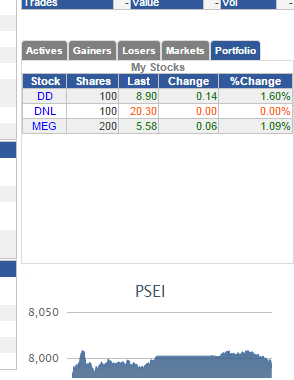 Trades - Value - Vol -
Actives Gainers Losers Markets Portfolio
My Stocks
Stock Shares Last Change %Change
DD 100 8.90 0.14 1.60%
DNL 100 20.30 0.00 0.00%
MEG 200 5.58 0.06 1.09%
PSEI
8,050
8,000